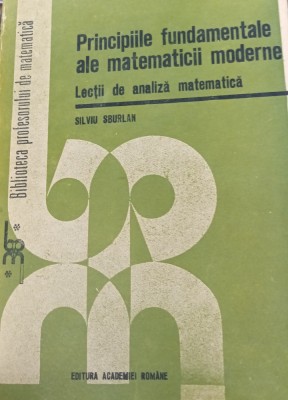 Principiile fundamentale
ale matematicii moderne
Lecții de analiză matematică
SILVIU SBURLAN
Biblioteca profesorului de matematică
EDITURA ACADEMIEI ROMÂNE